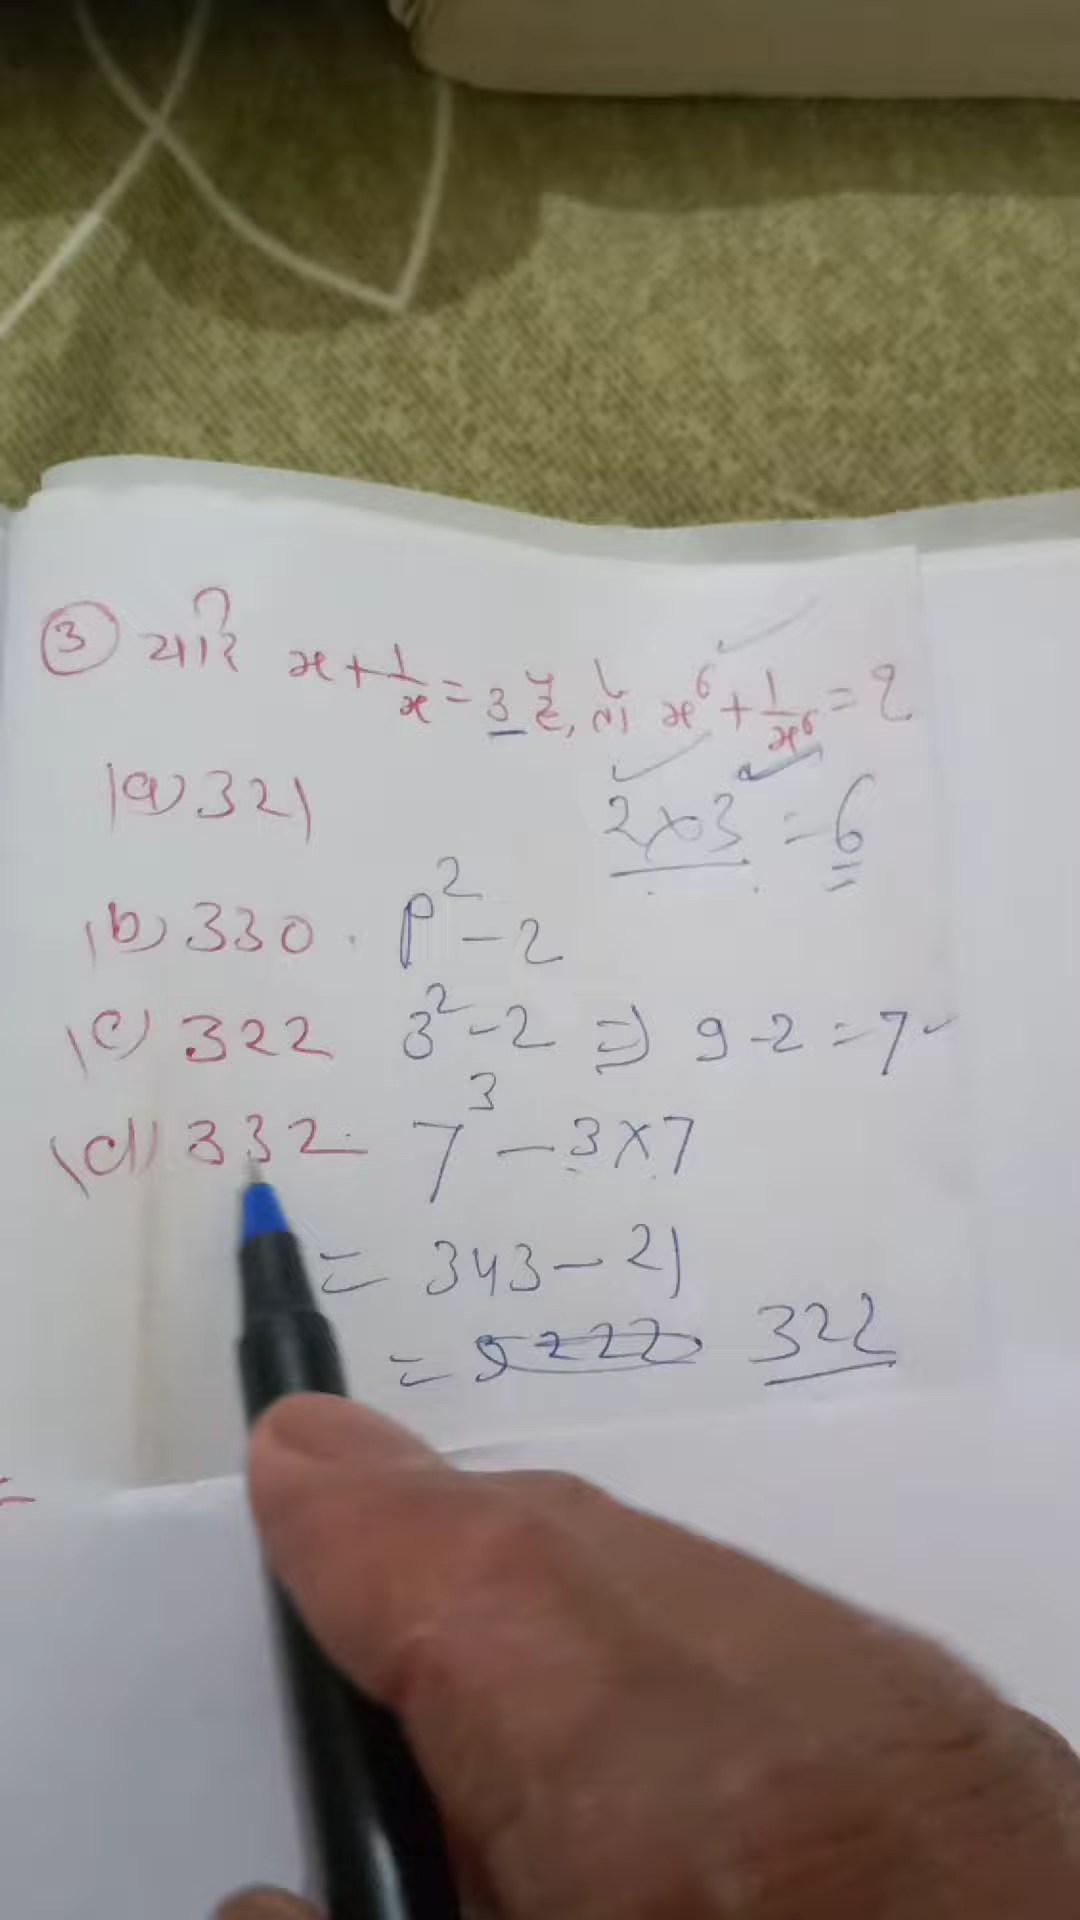 ③ यदि x + 1/x = 3 है, तो x⁶ + 1/x⁶ = ?
(a) 321
2×3 = 6
(b) 330
P² - 2
(c) 322
3² - 2 ⇒ 9 - 2 = 7
(d) 332
7³ - 3×7
= 343 - 21
= 322